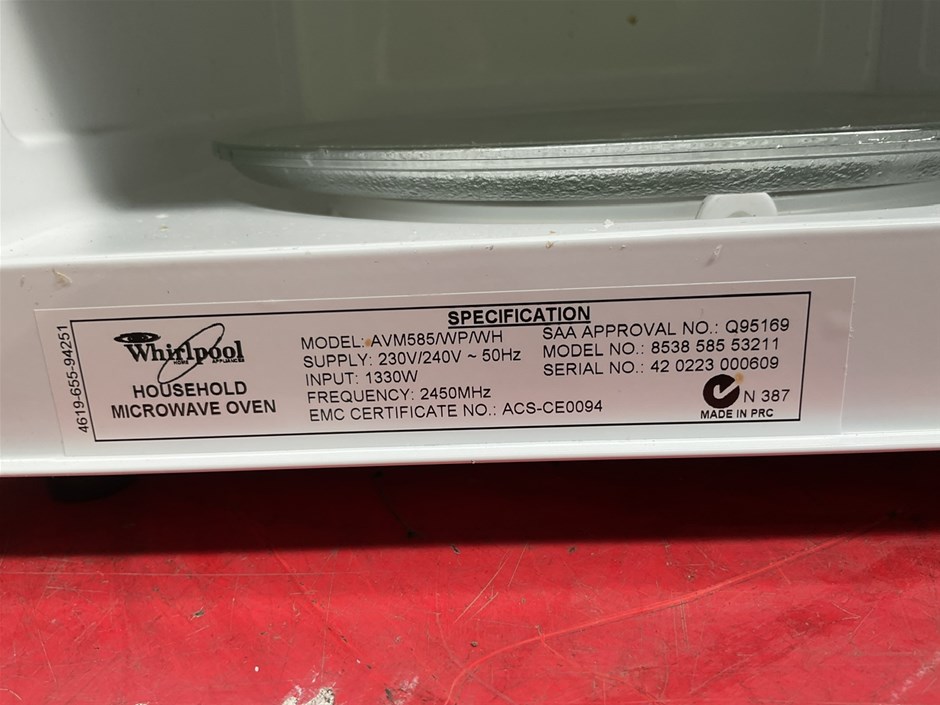 SPECIFICATION
4619-655-94251
Whirlpool
HOME APPLIANCES
HOUSEHOLD
MICROWAVE OVEN
MODEL: AVM585/WP/WH
SUPPLY: 230V/240V ~ 50Hz
INPUT: 1330W
FREQUENCY: 2450MHz
EMC CERTIFICATE NO.: ACS-CE0094
SAA APPROVAL NO.: Q95169
MODEL NO.: 8538 585 53211
SERIAL NO.: 42 0223 000609
N 387
MADE IN PRC